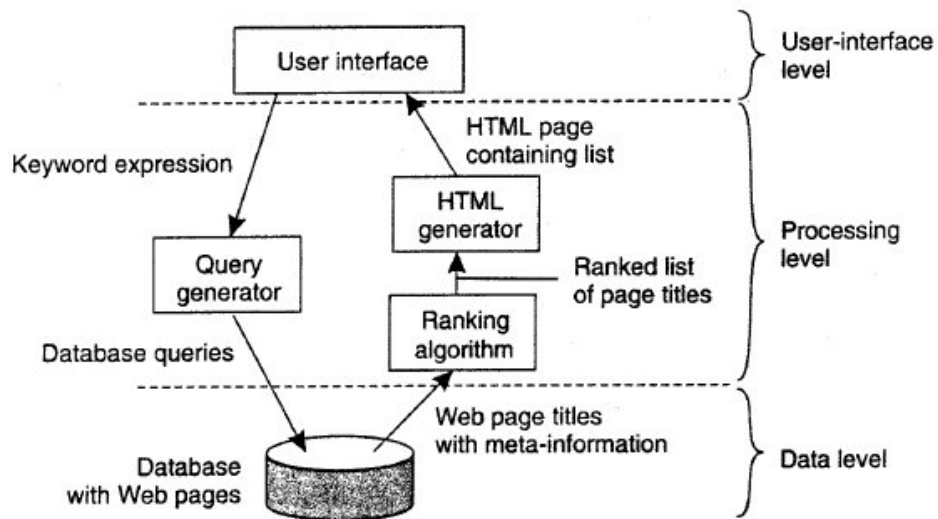 User interface
User-interface
level
Keyword expression
HTML page
containing list
HTML
generator
Query
generator
Ranked list
of page titles
Processing
level
Ranking
algorithm
Database queries
Web page titles
with meta-information
Database
with Web pages
Data level